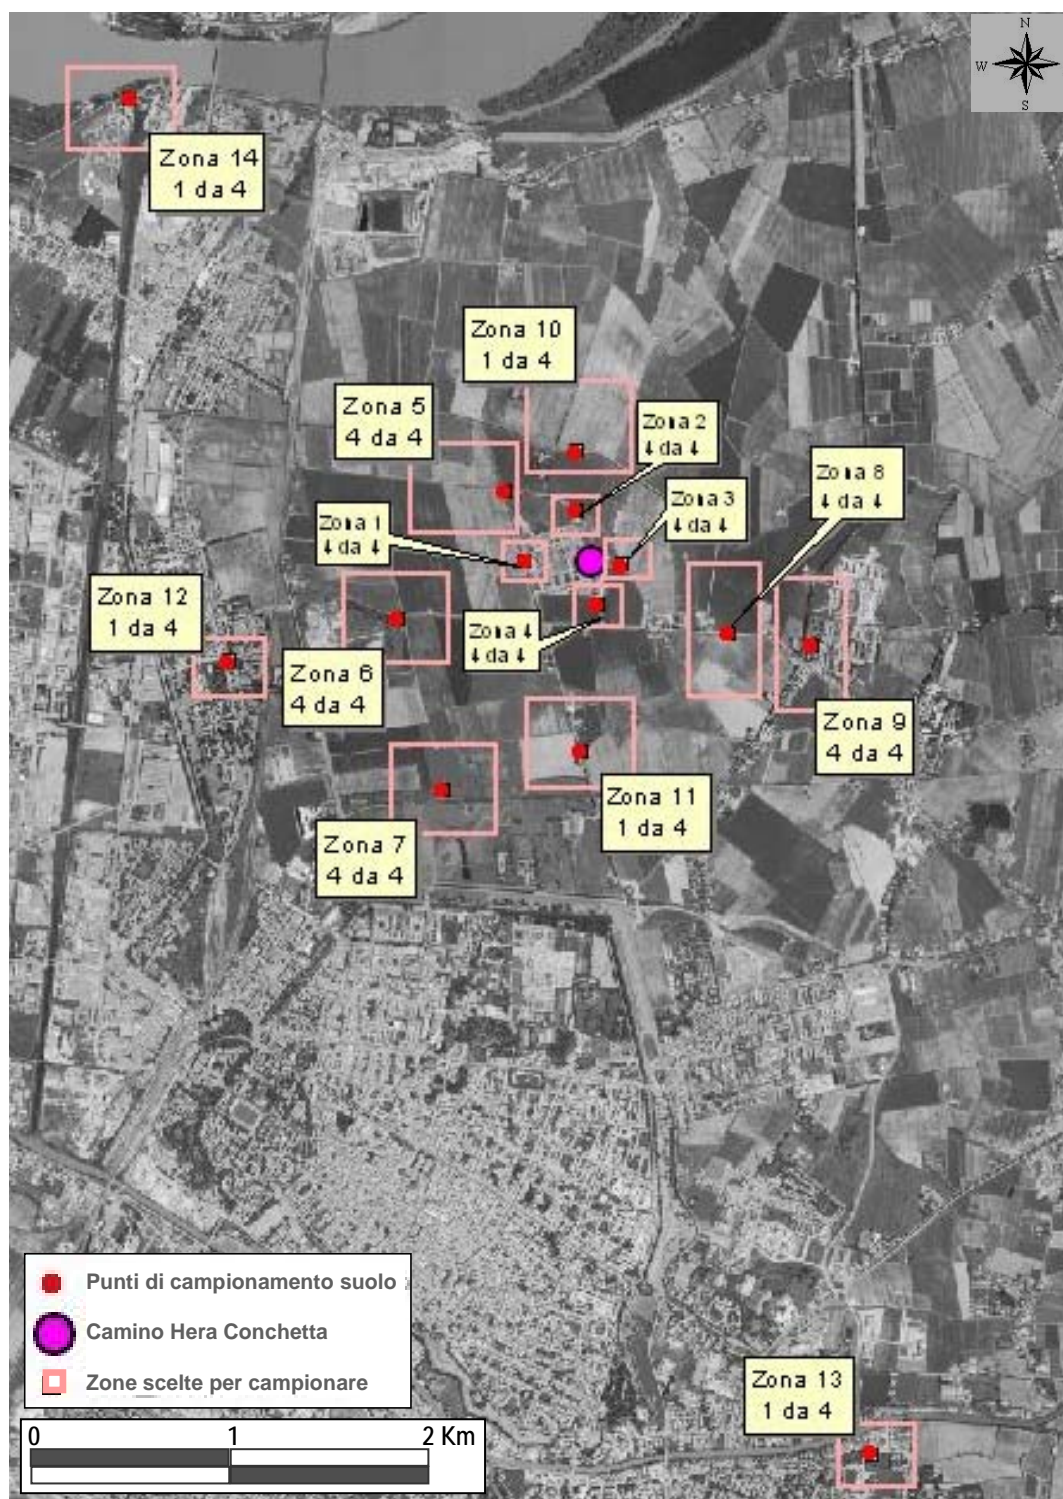 N
W
S
Zona 14
1 da 4
Zona 10
1 da 4
Zona 5
4 da 4
Zona 2
4 da 4
Zona 8
4 da 4
Zona 3
4 da 4
Zona 1
4 da 4
Zona 12
1 da 4
Zona 4
4 da 4
Zona 6
4 da 4
Zona 9
4 da 4
Zona 11
1 da 4
Zona 7
4 da 4
Punti di campionamento suolo
Camino Hera Conchetta
Zone scelte per campionare
Zona 13
1 da 4
0 1 2 Km